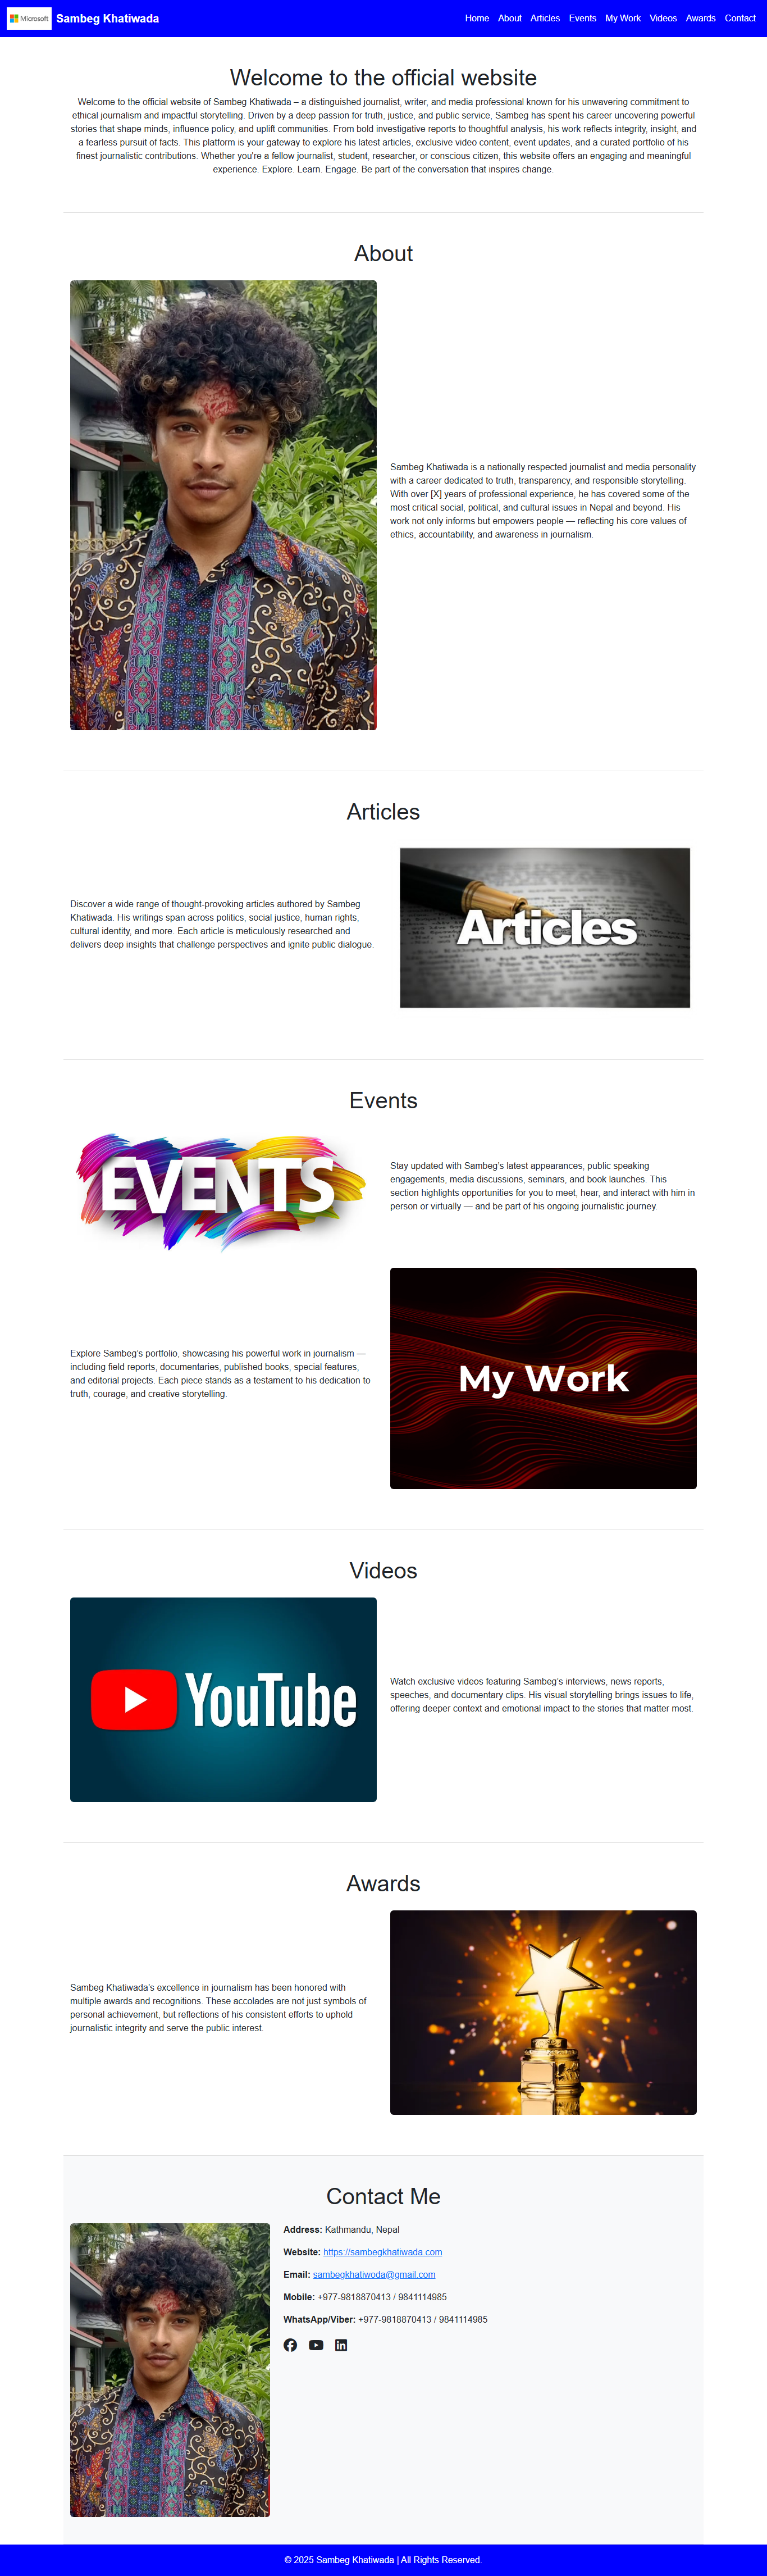 Microsoft
Sambeg Khatiwada
Home About Articles Events My Work Videos Awards Contact
Welcome to the official website
Welcome to the official website of Sambeg Khatiwada – a distinguished journalist, writer, and media professional known for his unwavering commitment to
ethical journalism and impactful storytelling. Driven by a deep passion for truth, justice, and public service, Sambeg has spent his career uncovering powerful
stories that shape minds, influence policy, and uplift communities. From bold investigative reports to thoughtful analysis, his work reflects integrity, insight, and
a fearless pursuit of facts. This platform is your gateway to explore his latest articles, exclusive video content, event updates, and a curated portfolio of his
finest journalistic contributions. Whether you're a fellow journalist, student, researcher, or conscious citizen, this website offers an engaging and meaningful
experience. Explore. Learn. Engage. Be part of the conversation that inspires change.
About
Sambeg Khatiwada is a nationally respected journalist and media personality
with a career dedicated to truth, transparency, and responsible storytelling.
With over [X] years of professional experience, he has covered some of the
most critical social, political, and cultural issues in Nepal and beyond. His
work not only informs but empowers people — reflecting his core values of
ethics, accountability, and awareness in journalism.
Articles
Discover a wide range of thought-provoking articles authored by Sambeg
Khatiwada. His writings span across politics, social justice, human rights,
cultural identity, and more. Each article is meticulously researched and
delivers deep insights that challenge perspectives and ignite public dialogue.
Articles
Events
EVENTS
Stay updated with Sambeg's latest appearances, public speaking
engagements, media discussions, seminars, and book launches. This
section highlights opportunities for you to meet, hear, and interact with him in
person or virtually — and be part of his ongoing journalistic journey.
Explore Sambeg's portfolio, showcasing his powerful work in journalism —
including field reports, documentaries, published books, special features,
and editorial projects. Each piece stands as a testament to his dedication to
truth, courage, and creative storytelling.
My Work
Videos
YouTube
Watch exclusive videos featuring Sambeg's interviews, news reports,
speeches, and documentary clips. His visual storytelling brings issues to life,
offering deeper context and emotional impact to the stories that matter most.
Awards
Sambeg Khatiwada's excellence in journalism has been honored with
multiple awards and recognitions. These accolades are not just symbols of
personal achievement, but reflections of his consistent efforts to uphold
journalistic integrity and serve the public interest.
Contact Me
Address: Kathmandu, Nepal
Website: https://sambegkhatiwada.com
Email: sambegkhatiwoda@gmail.com
Mobile: +977-9818870413 / 9841114985
WhatsApp/Viber: +977-9818870413 / 9841114985
© 2025 Sambeg Khatiwada | All Rights Reserved.